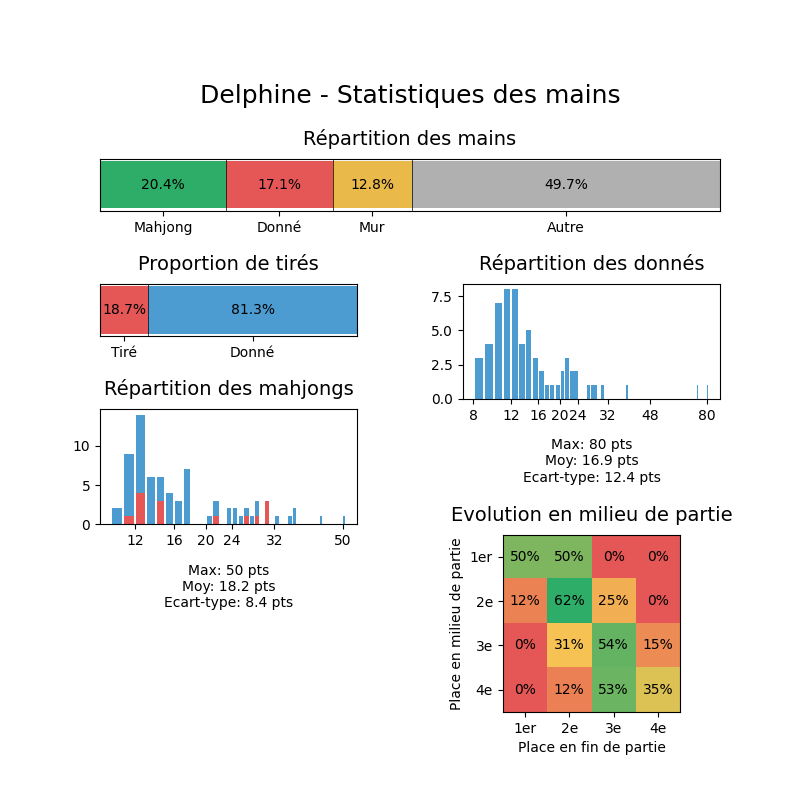 Delphine - Statistiques des mains
Répartition des mains
20.4% 17.1% 12.8% 49.7%
Mahjong Donné Mur Autre
Proportion de tirés
18.7% 81.3%
Tiré Donné
Répartition des donnés
7.5
5.0
2.5
0.0
8 12 16 20 24 32 48 80
Max: 80 pts
Moy: 16.9 pts
Ecart-type: 12.4 pts
Répartition des mahjongs
10
5
0
12 16 20 24 32 50
Max: 50 pts
Moy: 18.2 pts
Ecart-type: 8.4 pts
Evolution en milieu de partie
Place en milieu de partie
1er 50% 50% 0% 0%
2e 12% 62% 25% 0%
3e 0% 31% 54% 15%
4e 0% 12% 53% 35%
1er 2e 3e 4e
Place en fin de partie